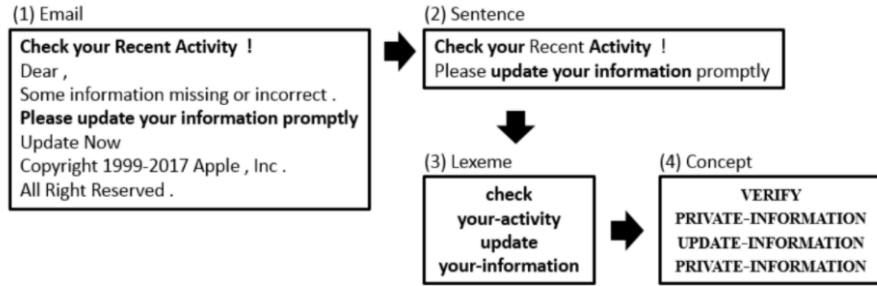 (1) Email
Check your Recent Activity !
Dear ,
Some information missing or incorrect .
Please update your information promptly
Update Now
Copyright 1999-2017 Apple , Inc .
All Right Reserved .
(2) Sentence
Check your Recent Activity !
Please update your information promptly
(3) Lexeme
check
your-activity
update
your-information
(4) Concept
VERIFY
PRIVATE-INFORMATION
UPDATE-INFORMATION
PRIVATE-INFORMATION